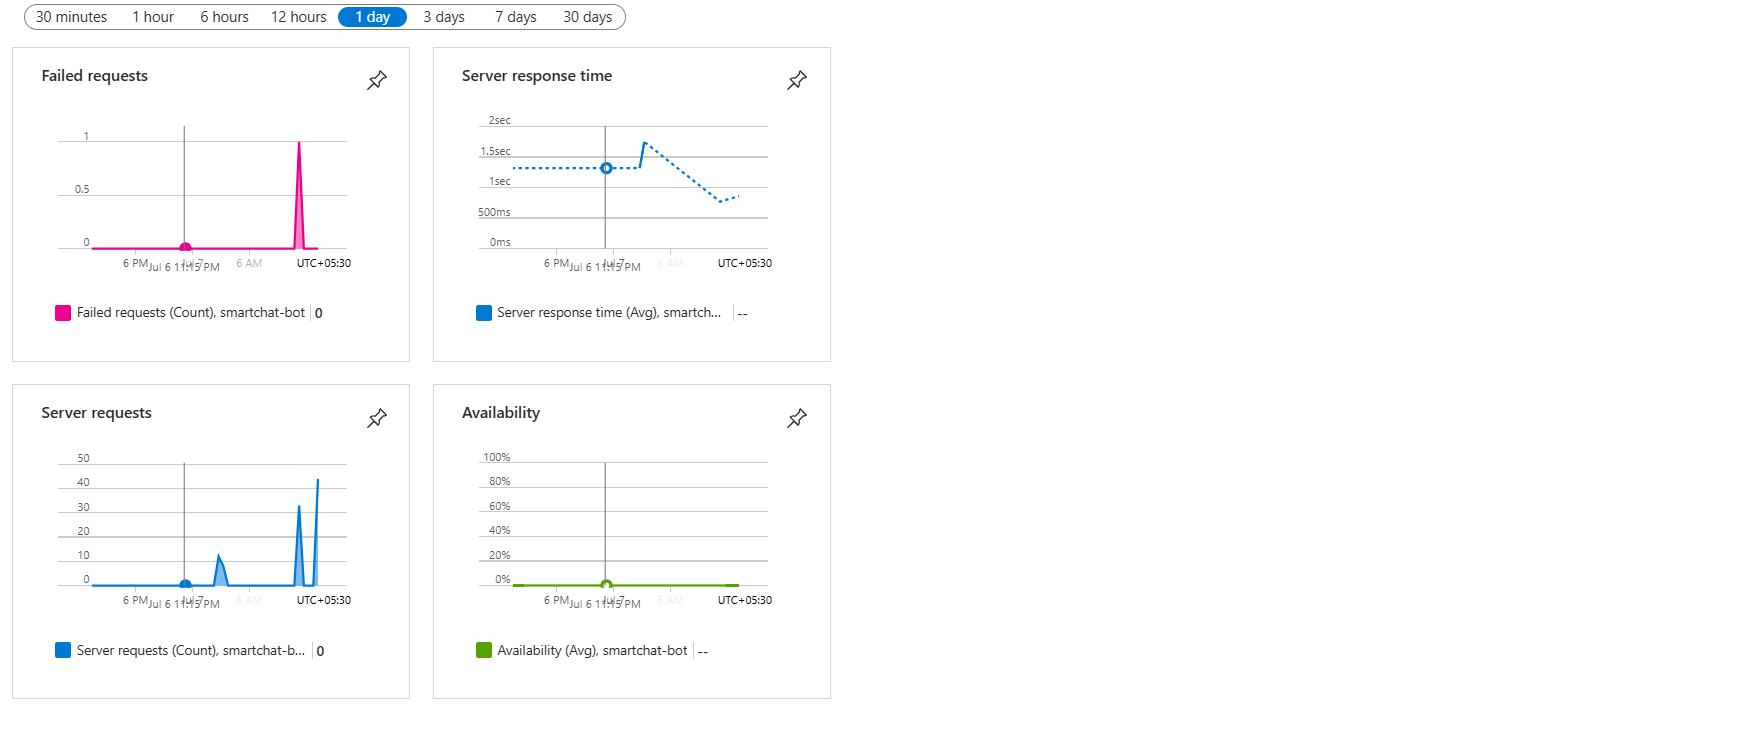 30 minutes 1 hour 6 hours 12 hours 1 day 3 days 7 days 30 days
Failed requests
1
0.5
0
6 PM Jul 6 11:15 PM Jul 7 6 AM UTC+05:30
Failed requests (Count), smartchat-bot 0
Server response time
2sec
1.5sec
1sec
500ms
0ms
6 PM Jul 6 11:15 PM Jul 7 6 AM UTC+05:30
Server response time (Avg), smartch... --
Server requests
50
40
30
20
10
0
6 PM Jul 6 11:15 PM Jul 7 6 AM UTC+05:30
Server requests (Count), smartchat-b... 0
Availability
100%
80%
60%
40%
20%
0%
6 PM Jul 6 11:15 PM Jul 7 6 AM UTC+05:30
Availability (Avg), smartchat-bot --